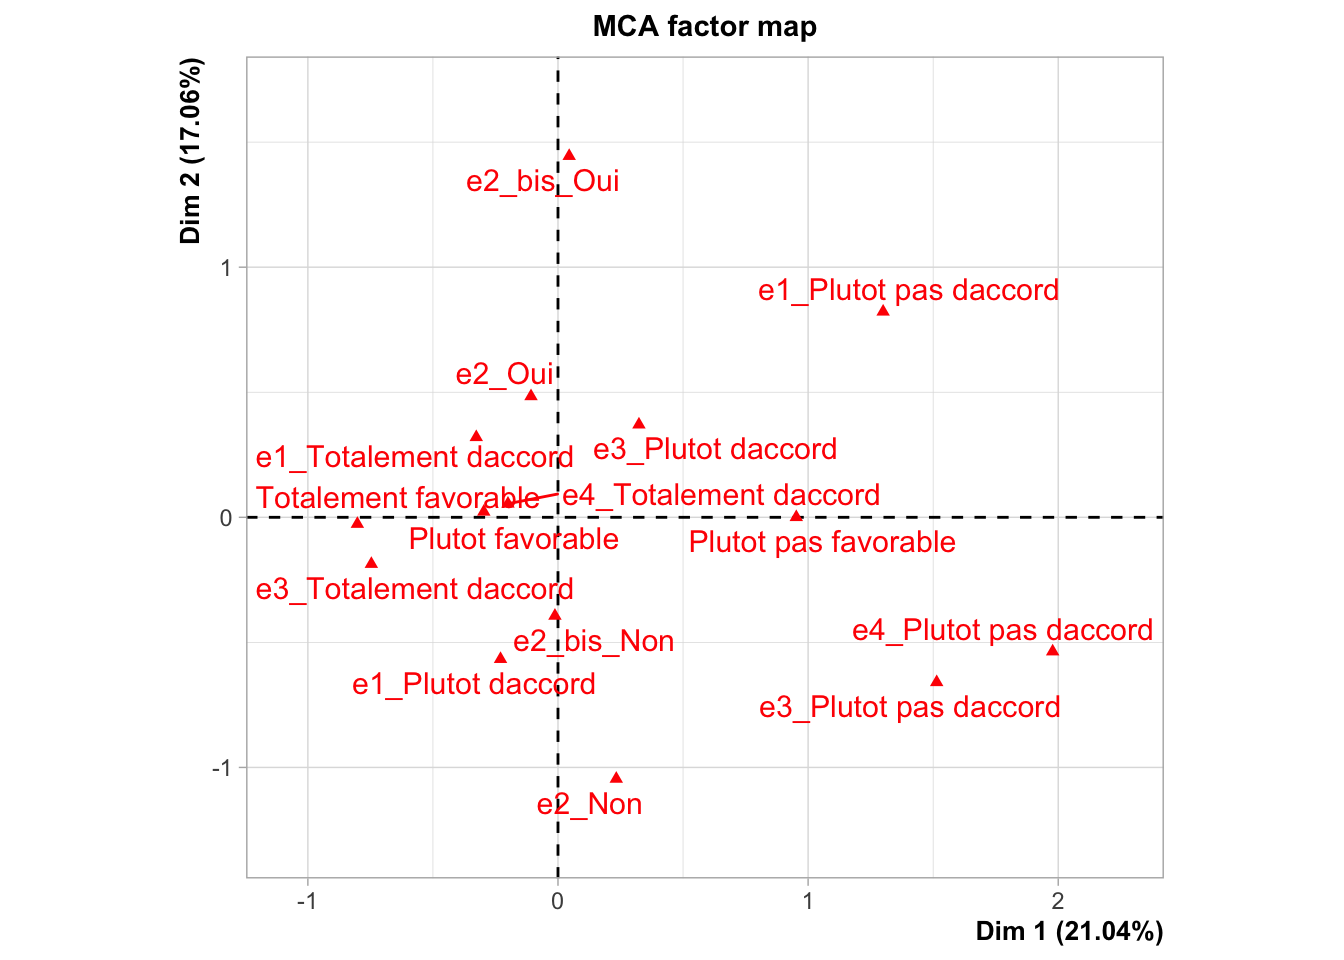 MCA factor map
Dim 2 (17.06%)
e2_bis_Oui
1
e1_Plutot pas daccord
e2_Oui
e3_Plutot daccord
e1_Totalement daccord
Totalement favorable
e4_Totalement daccord
0
Plutot favorable
Plutot pas favorable
e3_Totalement daccord
e4_Plutot pas daccord
e2_bis_Non
e1_Plutot daccord
e3_Plutot pas daccord
-1
e2_Non
-1 0 1 2
Dim 1 (21.04%)